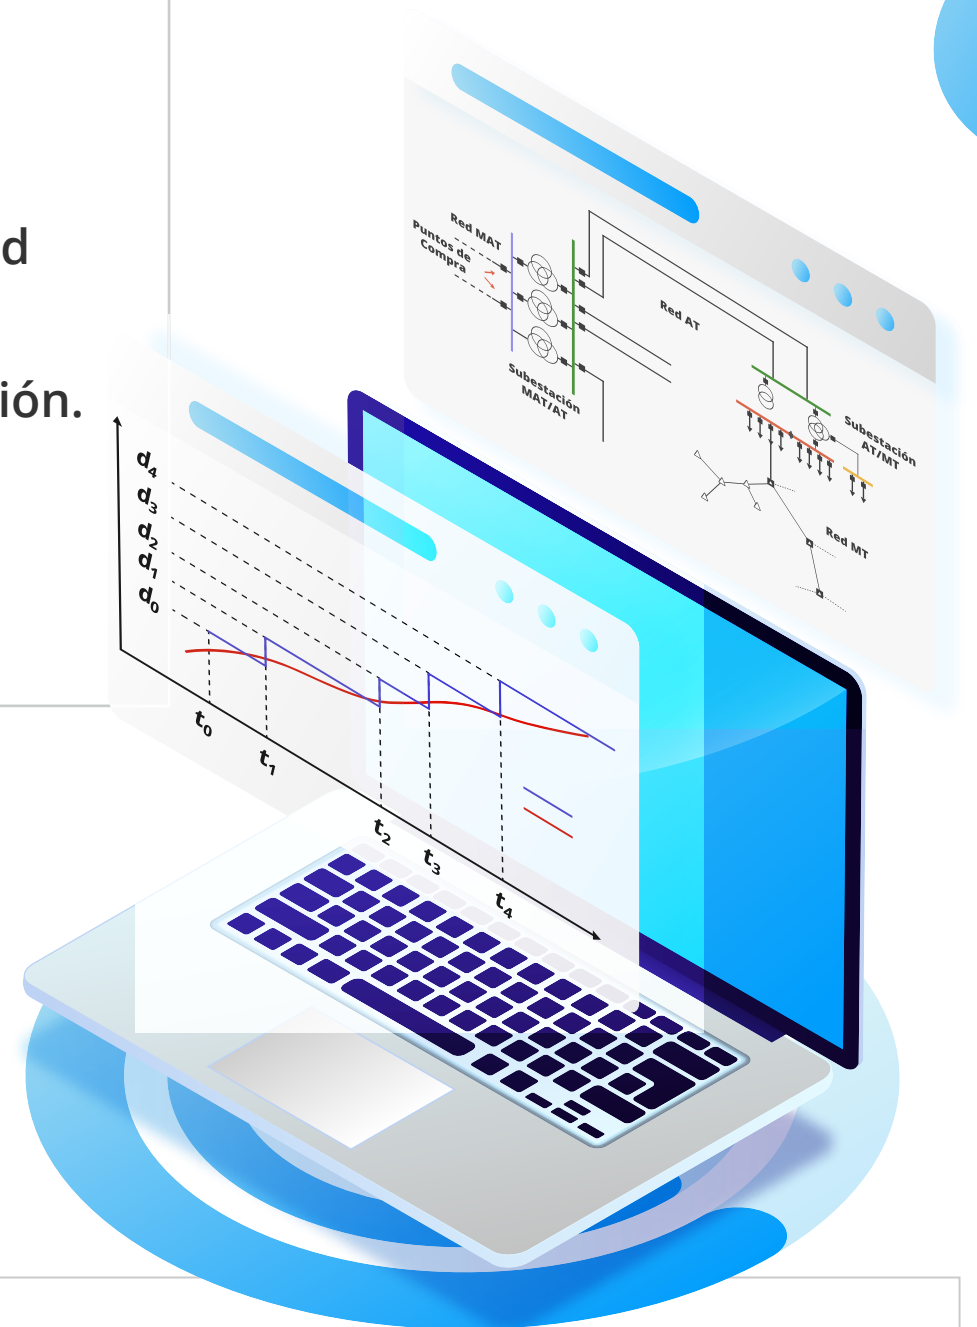 d
ión.
Red MAT
Puntos de
Compra
Red AT
Subestación
MAT/AT
Subestación
AT/MT
Red MT
d4
d3
d2
d1
d0
t0
t1
t2
t3
t4